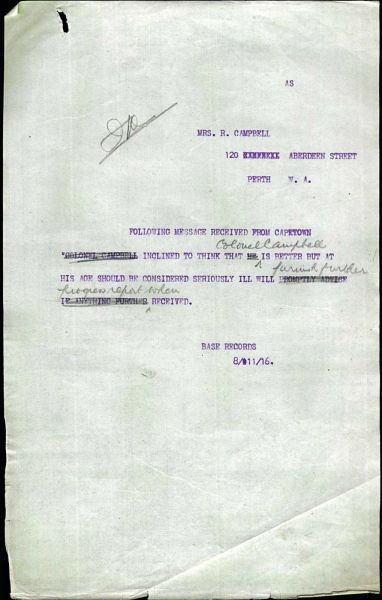 AS
MRS. R. CAMPBELL
120 ABERDEEN STREET
PERTH W. A.
FOLLOWING MESSAGE RECEIVED FROM CAPETOWN
Colonel Campbell
"COLONEL CAMPBELL INCLINED TO THINK THAT HE IS BETTER BUT AT
furnish further
HIS AGE SHOULD BE CONSIDERED SERIOUSLY ILL WILL PROMPTLY ADVICE
progress report when
IF ANYTHING FURTHER RECEIVED.
BASE RECORDS
8/11/16.